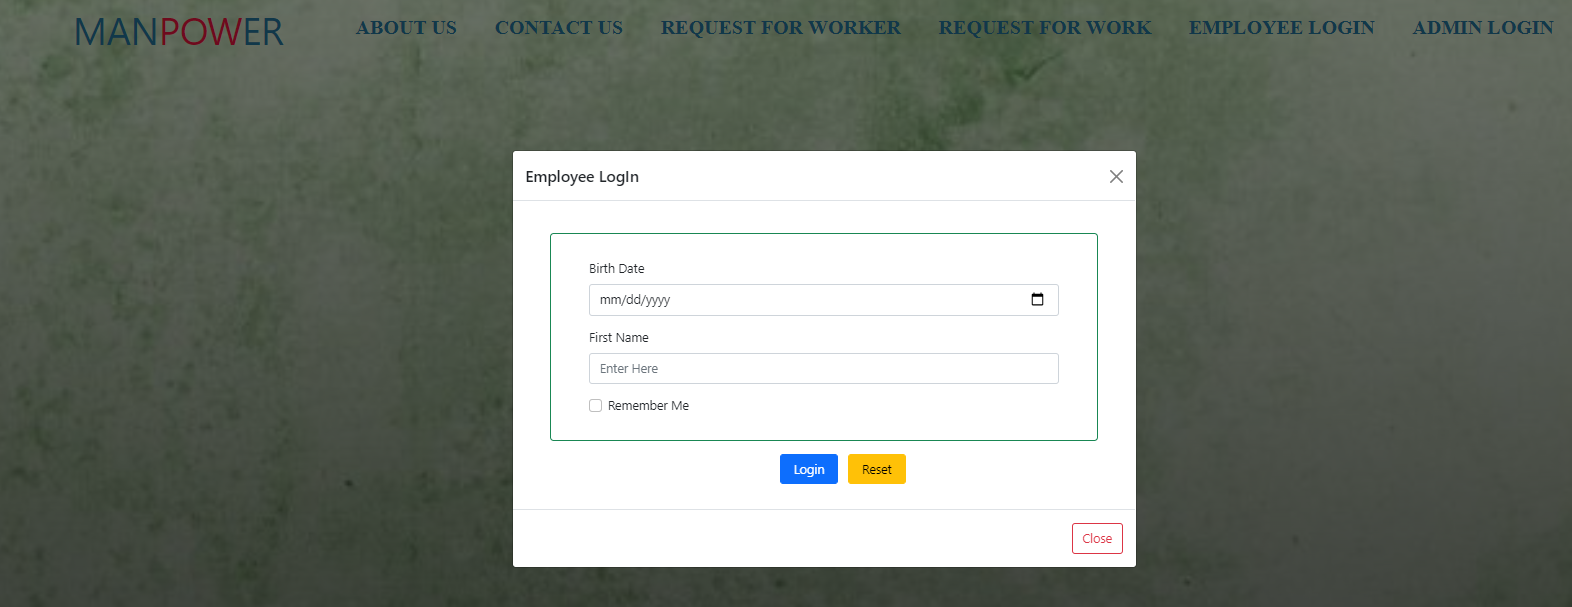 MANPOWER ABOUT US CONTACT US REQUEST FOR WORKER REQUEST FOR WORK EMPLOYEE LOGIN ADMIN LOGIN
Employee LogIn
Birth Date
mm/dd/yyyy
First Name
Enter Here
Remember Me
Login Reset
Close